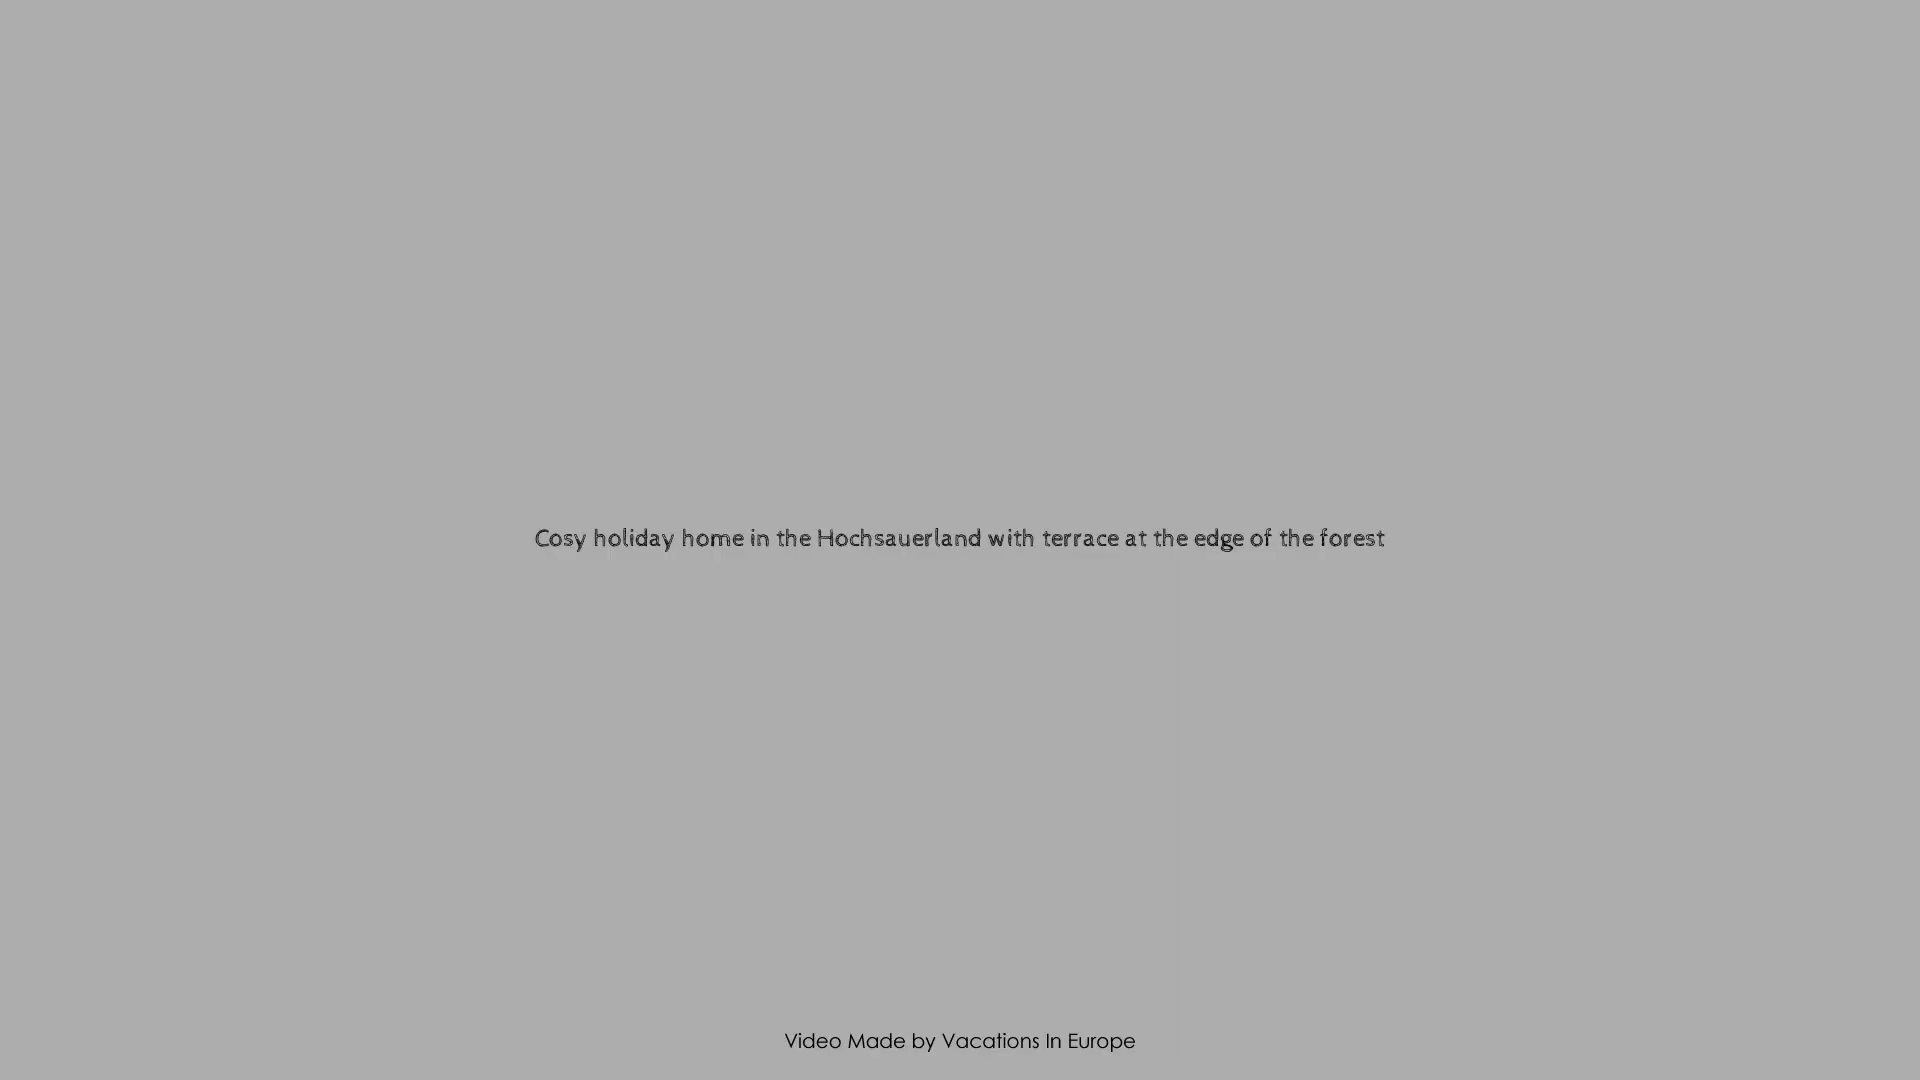 Cosy holiday home in the Hochsauerland with terrace at the edge of the forest
Video Made by Vacations In Europe